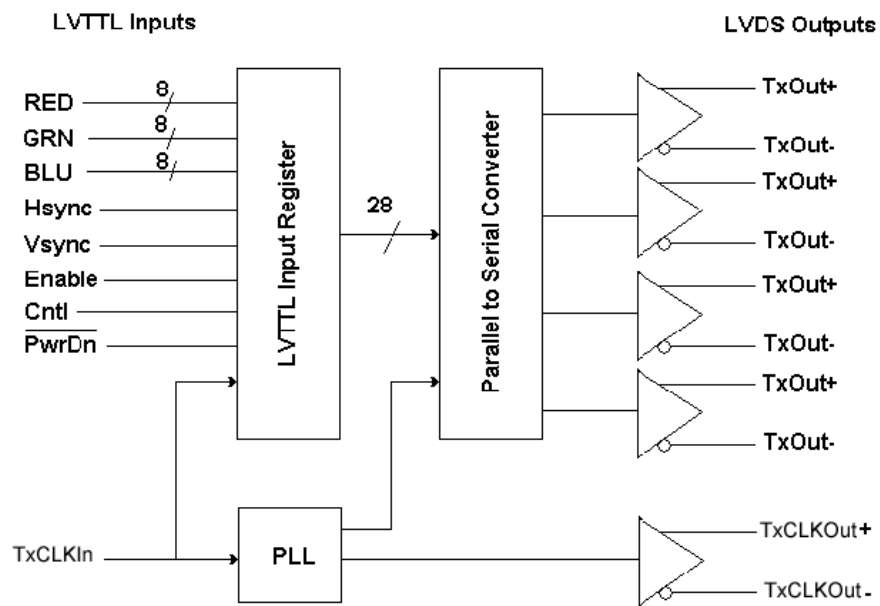 LVTTL Inputs
LVDS Outputs
RED
8
GRN
8
BLU
8
Hsync
Vsync
Enable
Cntl
PwrDn
TxCLKIn
LVTTL Input Register
28
Parallel to Serial Converter
PLL
TxOut+
TxOut-
TxOut+
TxOut-
TxOut+
TxOut-
TxOut+
TxOut-
TxCLKOut+
TxCLKOut-